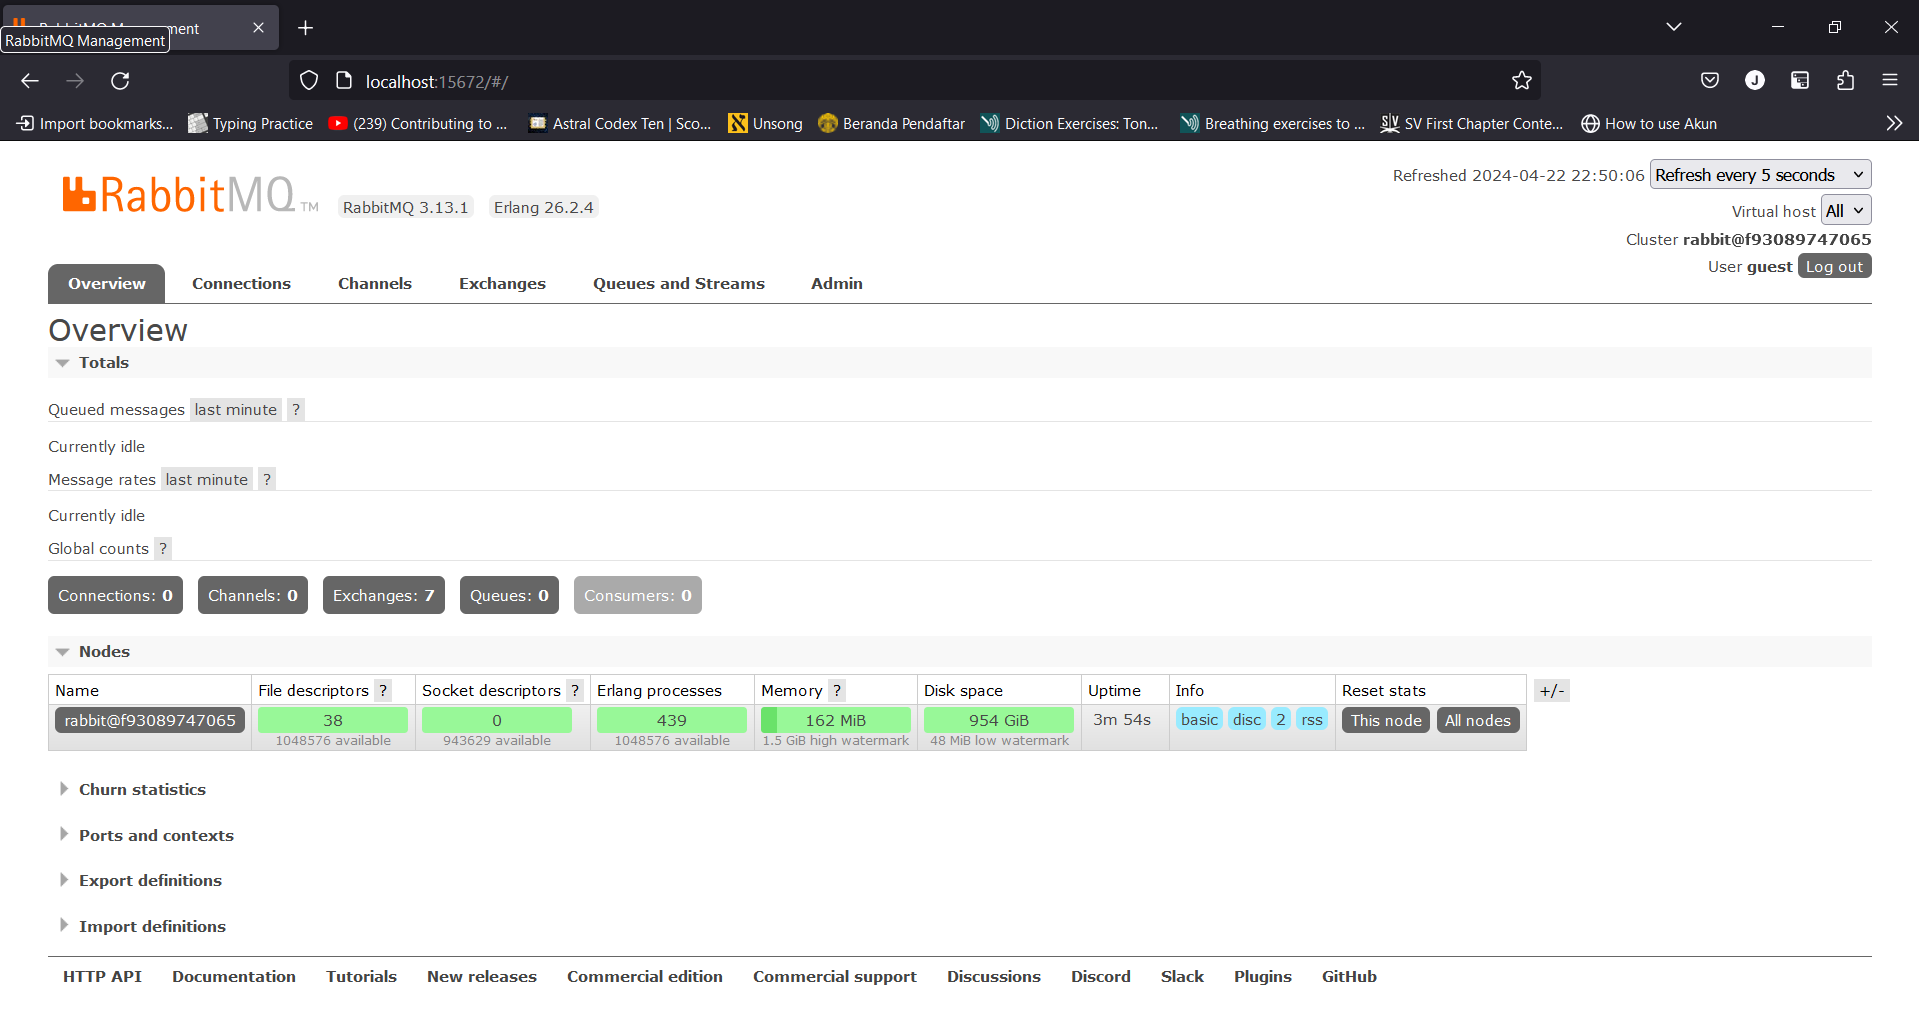 RabbitMQ Management
localhost:15672/#/
Import bookmarks... Typing Practice (239) Contributing to ... Astral Codex Ten | Sco... Unsong Beranda Pendaftar Diction Exercises: Ton... Breathing exercises to ... SV First Chapter Conte... How to use Akun
RabbitMQ TM RabbitMQ 3.13.1 Erlang 26.2.4
Refreshed 2024-04-22 22:50:06 Refresh every 5 seconds
Virtual host All
Cluster rabbit@f93089747065
User guest Log out
Overview Connections Channels Exchanges Queues and Streams Admin
Overview
Totals
Queued messages last minute ?
Currently idle
Message rates last minute ?
Currently idle
Global counts ?
Connections: 0 Channels: 0 Exchanges: 7 Queues: 0 Consumers: 0
Nodes
Name File descriptors ? Socket descriptors ? Erlang processes Memory ? Disk space Uptime Info Reset stats +/-
rabbit@f93089747065 38 0 439 162 MiB 954 GiB 3m 54s basic disc 2 rss This node All nodes
1048576 available 943629 available 1048576 available 1.5 GiB high watermark 48 MiB low watermark
Churn statistics
Ports and contexts
Export definitions
Import definitions
HTTP API Documentation Tutorials New releases Commercial edition Commercial support Discussions Discord Slack Plugins GitHub